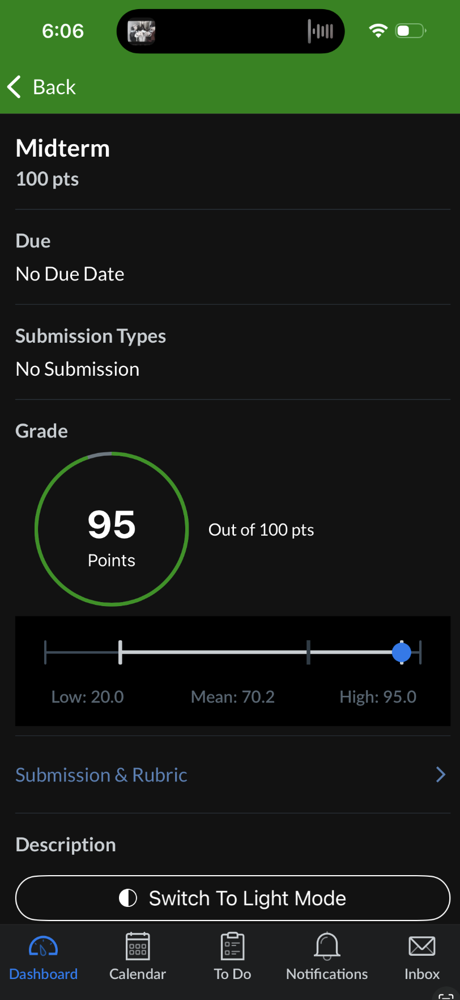 6:06
Back
Midterm
100 pts
Due
No Due Date
Submission Types
No Submission
Grade
95
Points
Out of 100 pts
Low: 20.0 Mean: 70.2 High: 95.0
Submission & Rubric
Description
Switch To Light Mode
Dashboard Calendar To Do Notifications Inbox